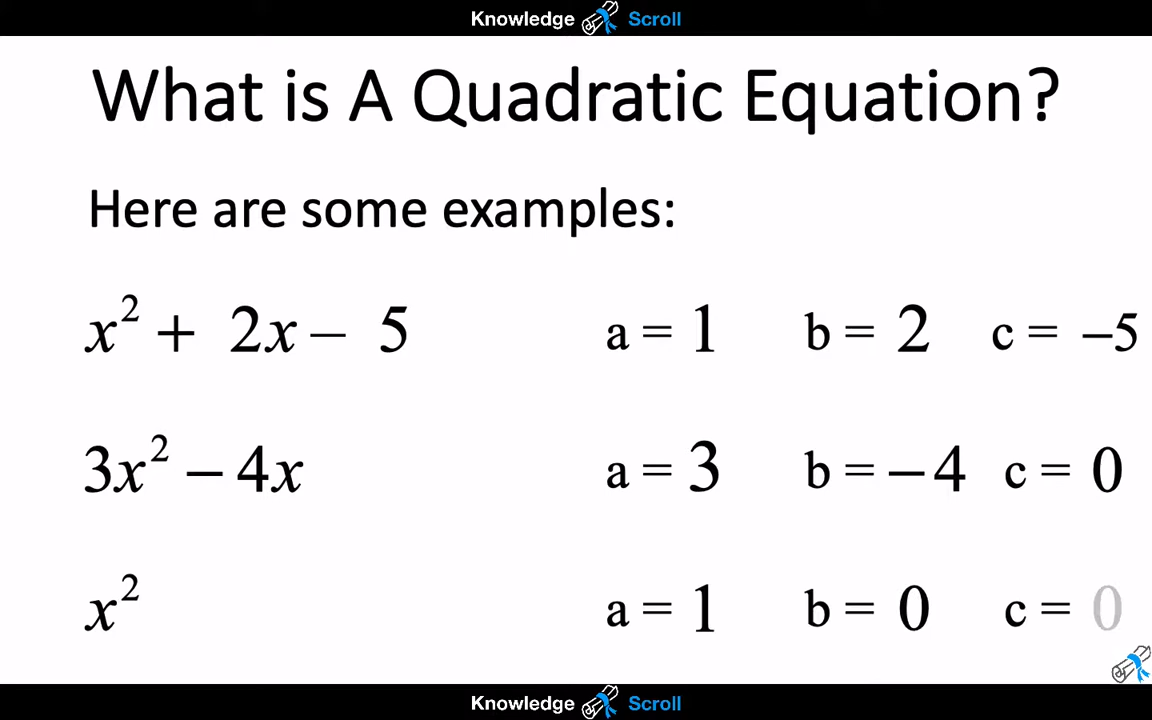 Knowledge Scroll
What is A Quadratic Equation?
Here are some examples:
x² + 2x – 5 a = 1 b = 2 c = –5
3x² – 4x a = 3 b = –4 c = 0
x² a = 1 b = 0 c = 0
Knowledge Scroll